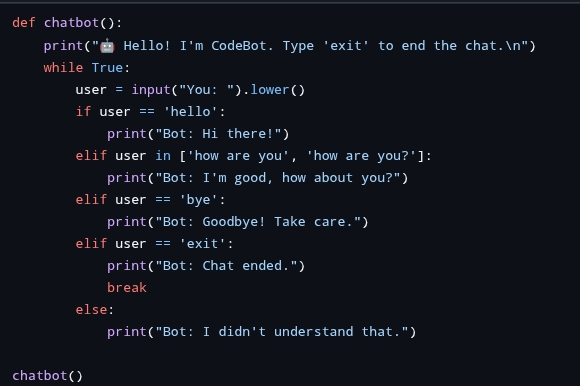 def chatbot():
    print("🤖 Hello! I'm CodeBot. Type 'exit' to end the chat.\n")
    while True:
        user = input("You: ").lower()
        if user == 'hello':
            print("Bot: Hi there!")
        elif user in ['how are you', 'how are you?']:
            print("Bot: I'm good, how about you?")
        elif user == 'bye':
            print("Bot: Goodbye! Take care.")
        elif user == 'exit':
            print("Bot: Chat ended.")
            break
        else:
            print("Bot: I didn't understand that.")

chatbot()